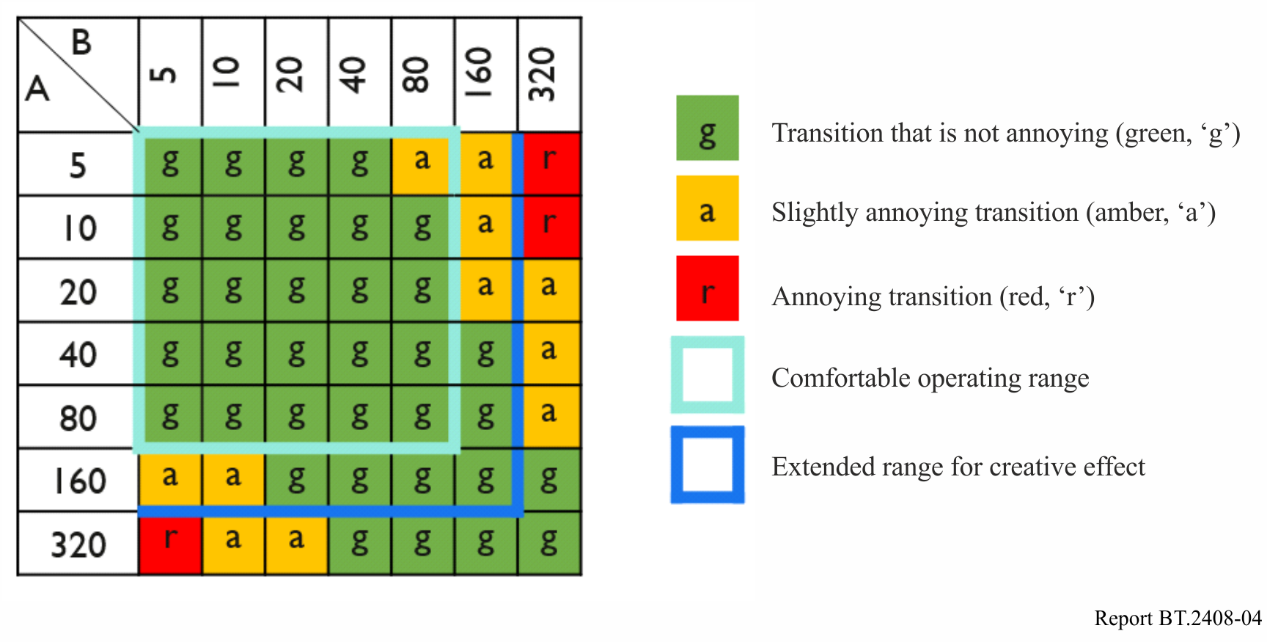 B
A
5 10 20 40 80 160 320
5 g g g g a a r
10 g g g g g a r
20 g g g g g a a
40 g g g g g g a
80 g g g g g g a
160 a a g g g g g
320 r a a g g g g
g Transition that is not annoying (green, ‘g’)
a Slightly annoying transition (amber, ‘a’)
r Annoying transition (red, ‘r’)
Comfortable operating range
Extended range for creative effect
Report BT.2408-04